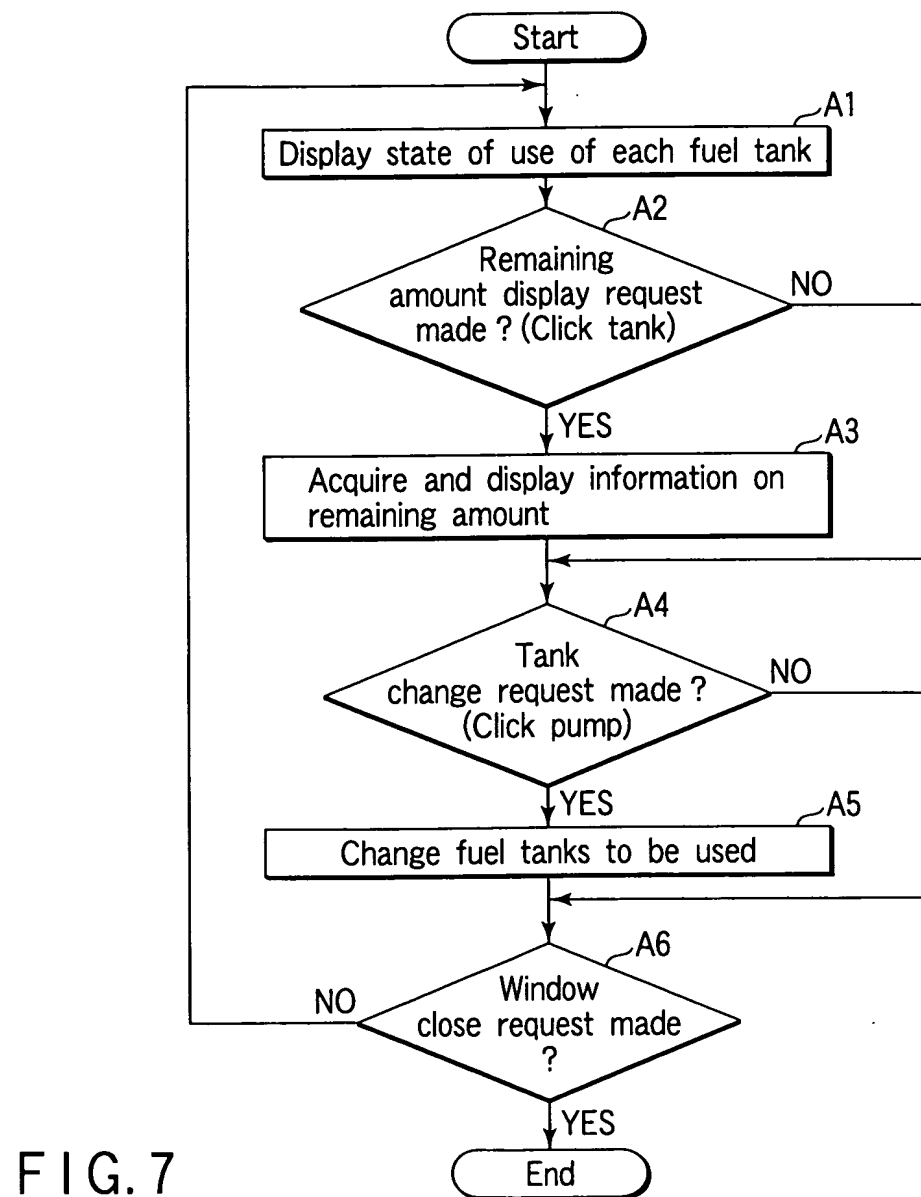 Start
A1
Display state of use of each fuel tank
A2
Remaining
amount display request
made ? (Click tank)
NO
YES
A3
Acquire and display information on
remaining amount
A4
Tank
change request made ?
(Click pump)
NO
YES
A5
Change fuel tanks to be used
A6
Window
close request made
?
NO
YES
End
FIG. 7